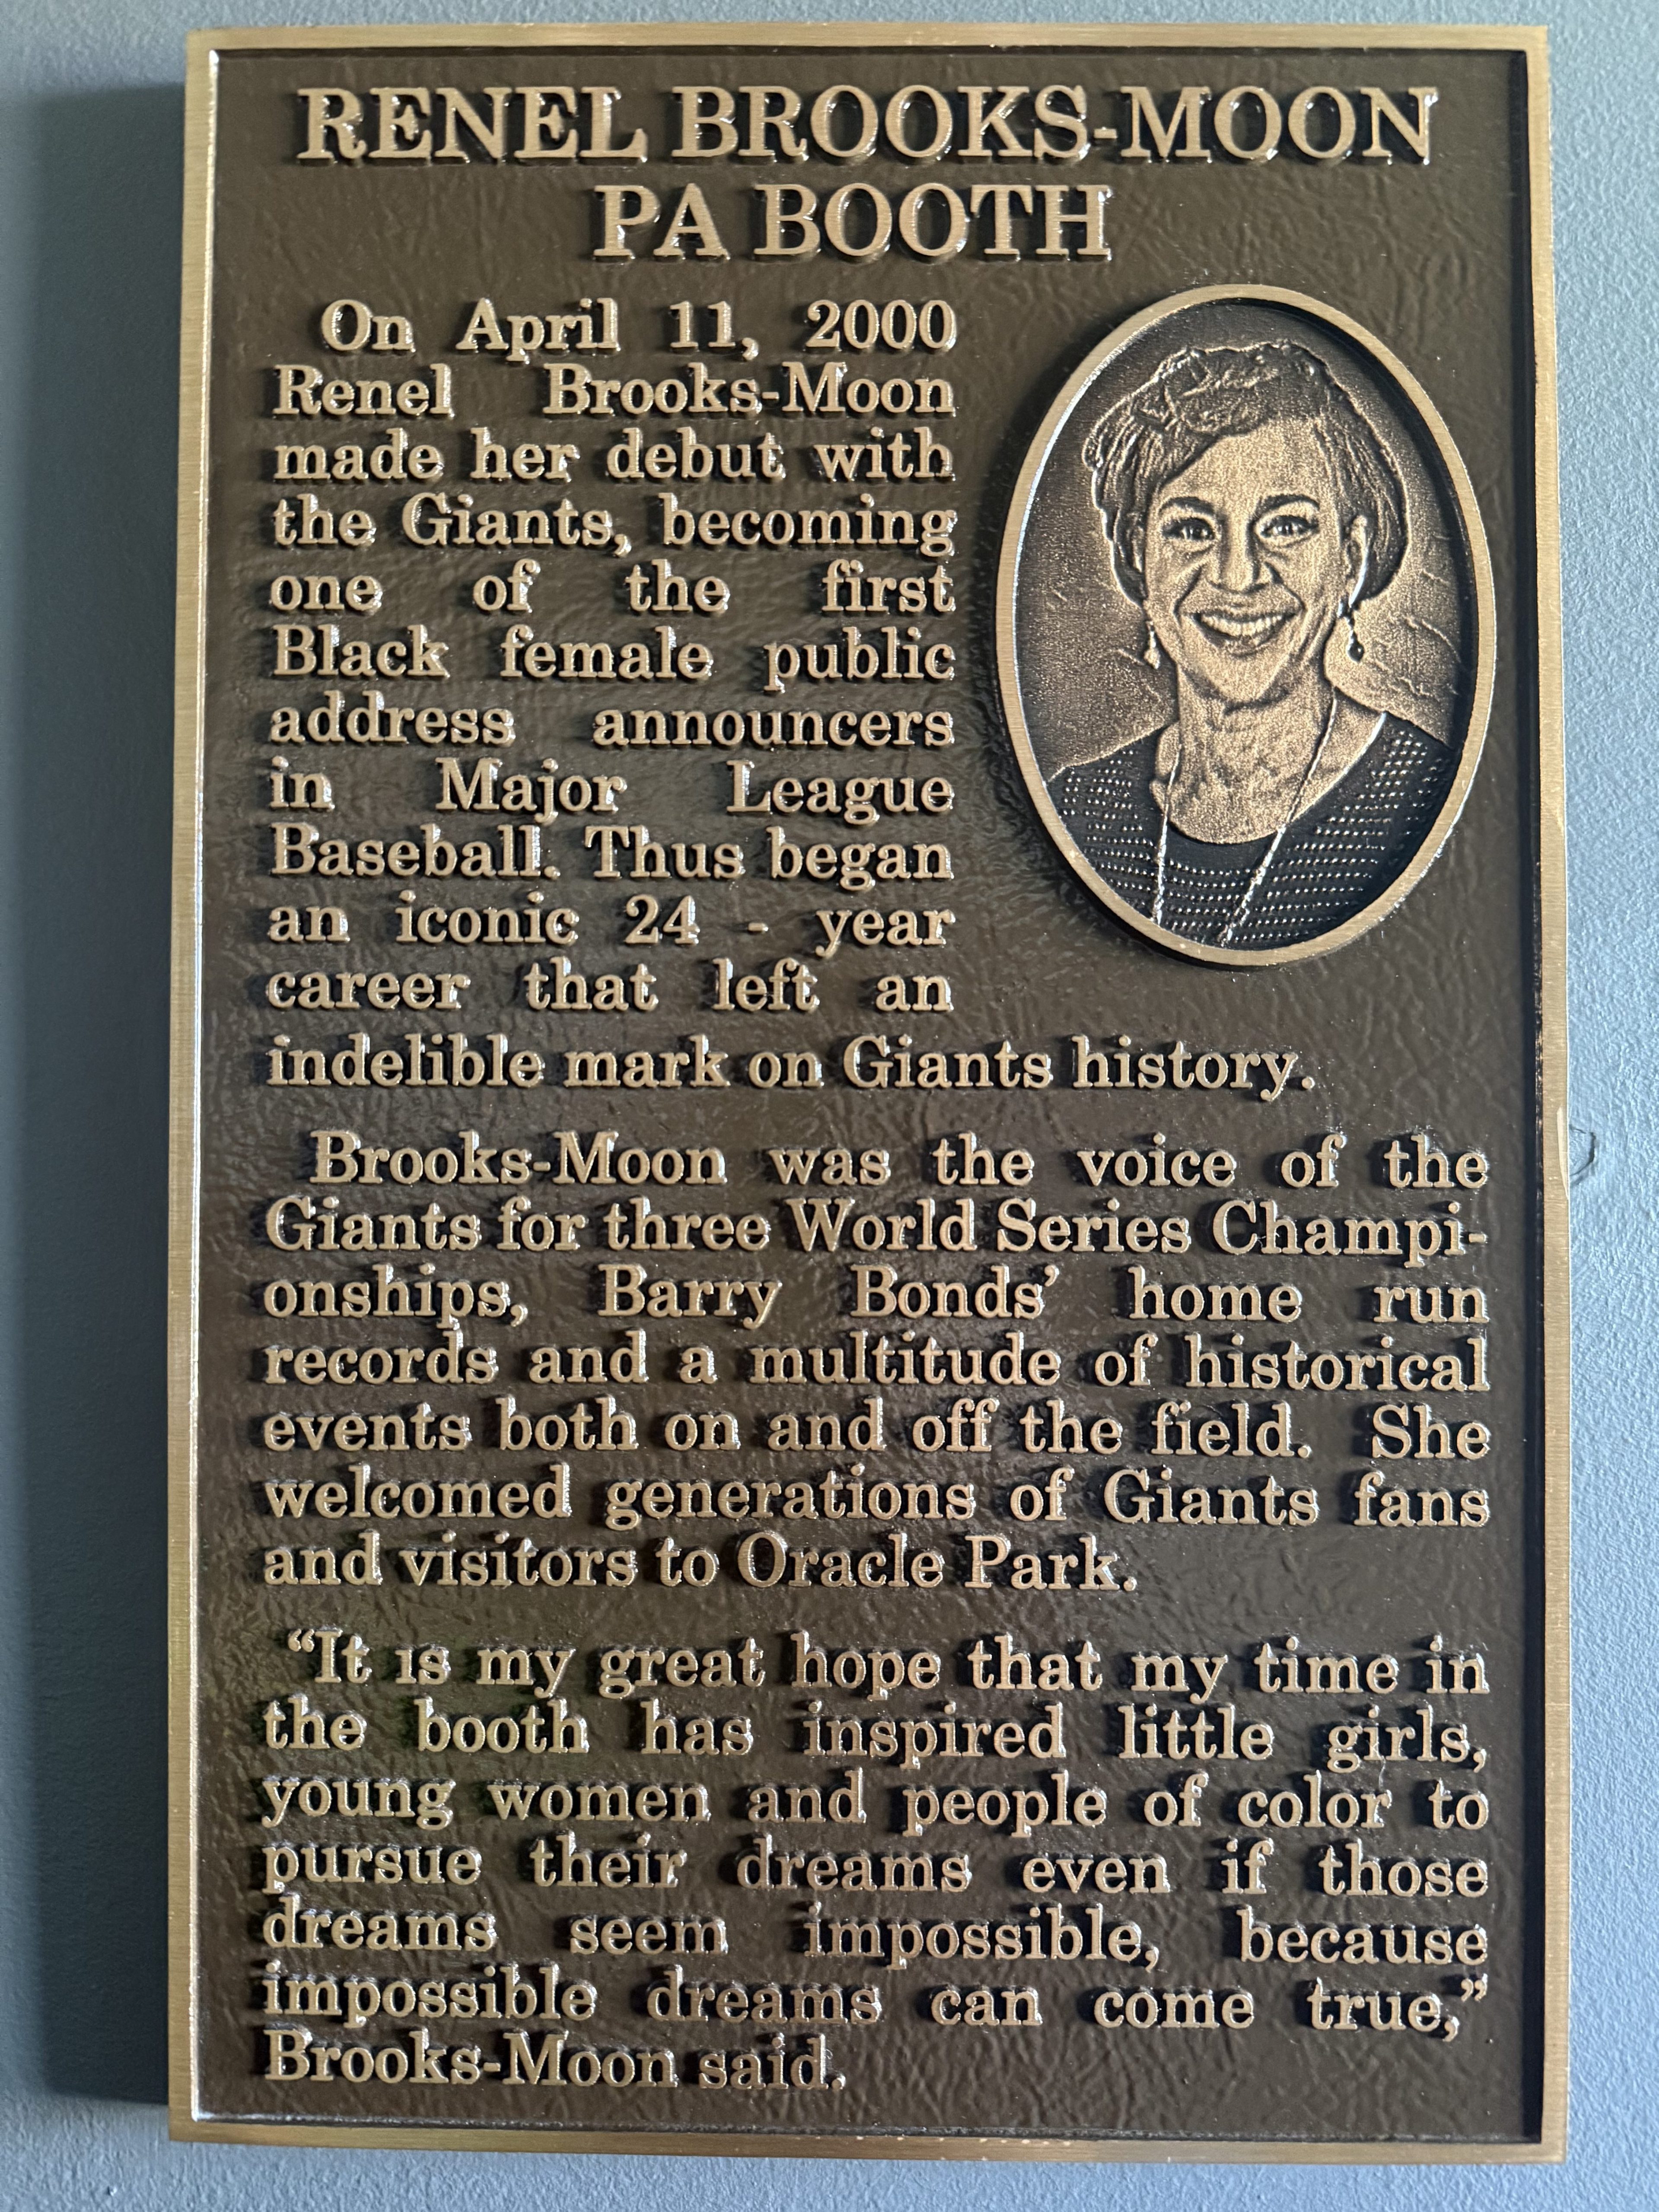 RENEL BROOKS-MOON
PA BOOTH
On April 11, 2000
Renel Brooks-Moon
made her debut with
the Giants, becoming
one of the first
Black female public
address announcers
in Major League
Baseball. Thus began
an iconic 24 - year
career that left an
indelible mark on Giants history.
Brooks-Moon was the voice of the
Giants for three World Series Champi-
onships, Barry Bonds’ home run
records and a multitude of historical
events both on and off the field. She
welcomed generations of Giants fans
and visitors to Oracle Park.
“It is my great hope that my time in
the booth has inspired little girls,
young women and people of color to
pursue their dreams even if those
dreams seem impossible, because
impossible dreams can come true,”
Brooks-Moon said.